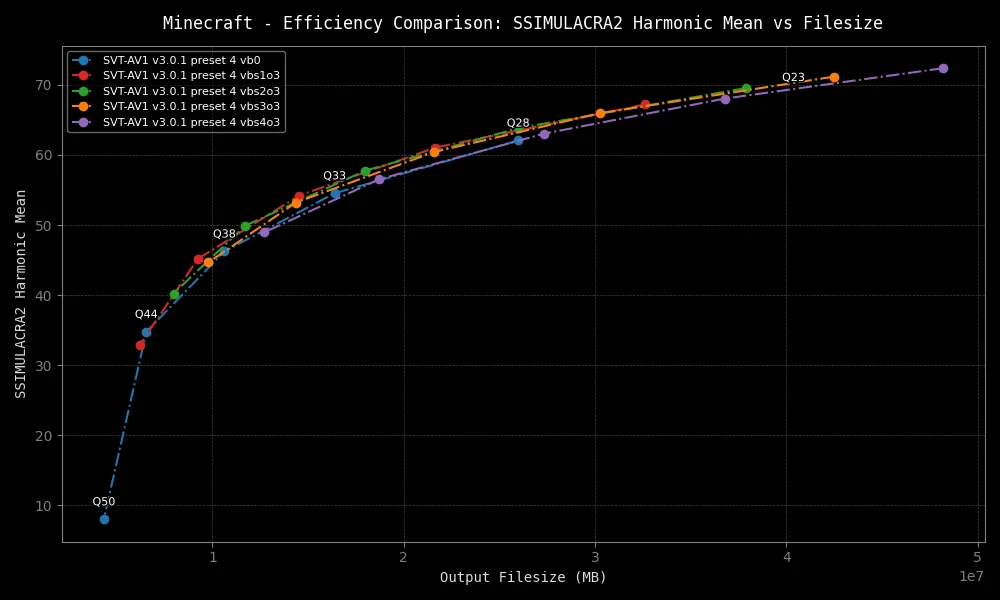 Minecraft - Efficiency Comparison: SSIMULACRA2 Harmonic Mean vs Filesize
SVT-AV1 v3.0.1 preset 4 vb0
SVT-AV1 v3.0.1 preset 4 vbs1o3
SVT-AV1 v3.0.1 preset 4 vbs2o3
SVT-AV1 v3.0.1 preset 4 vbs3o3
SVT-AV1 v3.0.1 preset 4 vbs4o3
SSIMULACRA2 Harmonic Mean
70
60
50
40
30
20
10
Q23
Q28
Q33
Q38
Q44
Q50
1 2 3 4 5
1e7
Output Filesize (MB)